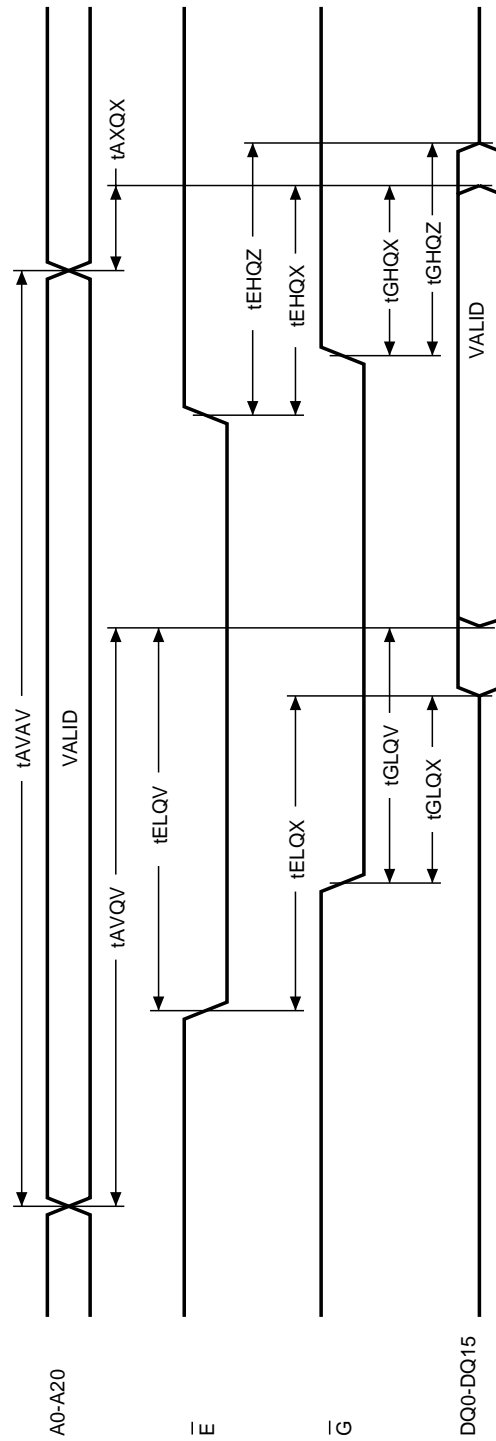 tAVAV
A0-A20
VALID
tAVQV
tAXQX
tELQV
tEHQZ
E
tELQX
tEHQX
G
tGLQV
tGHQX
tGLQX
tGHQZ
DQ0-DQ15
VALID